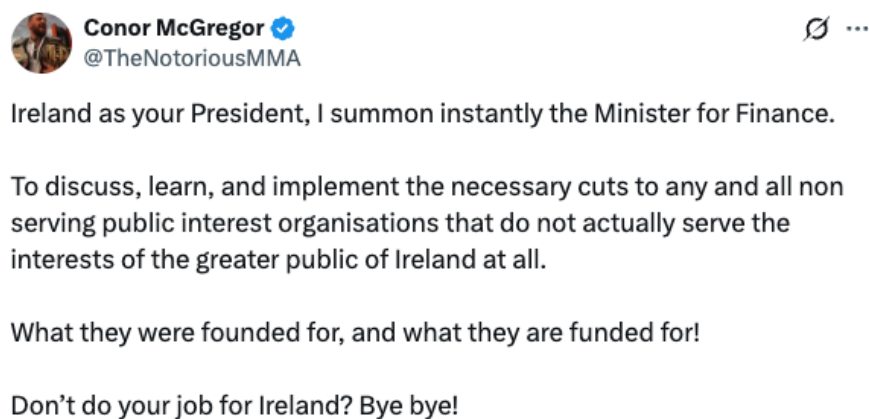 Conor McGregor
@TheNotoriousMMA
Ireland as your President, I summon instantly the Minister for Finance.
To discuss, learn, and implement the necessary cuts to any and all non
serving public interest organisations that do not actually serve the
interests of the greater public of Ireland at all.
What they were founded for, and what they are funded for!
Don’t do your job for Ireland? Bye bye!